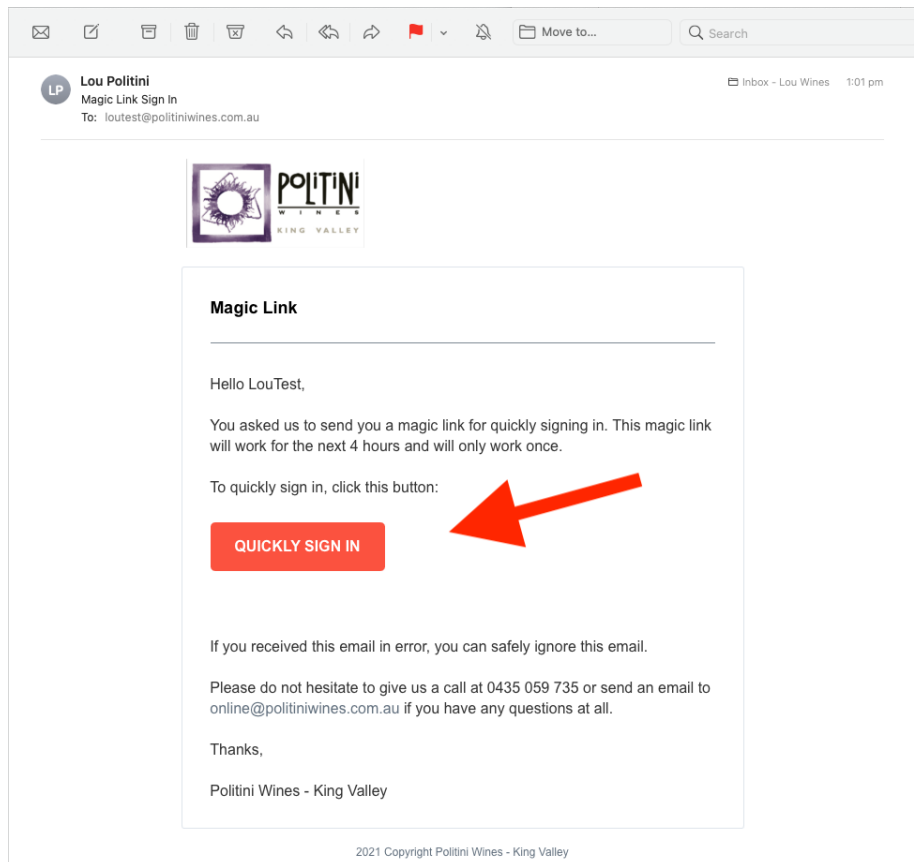 Move to...
Search
LP
Lou Politini
Inbox - Lou Wines 1:01 pm
Magic Link Sign In
To: loutest@politiniwines.com.au
POLiTiNi
WINES
KING VALLEY
Magic Link
Hello LouTest,
You asked us to send you a magic link for quickly signing in. This magic link
will work for the next 4 hours and will only work once.
To quickly sign in, click this button:
QUICKLY SIGN IN
If you received this email in error, you can safely ignore this email.
Please do not hesitate to give us a call at 0435 059 735 or send an email to
online@politiniwines.com.au if you have any questions at all.
Thanks,
Politini Wines - King Valley
2021 Copyright Politini Wines - King Valley